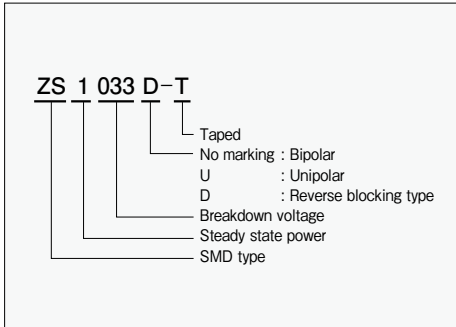 ZS 1 033 D-T
Taped
No marking : Bipolar
U : Unipolar
D : Reverse blocking type
Breakdown voltage
Steady state power
SMD type